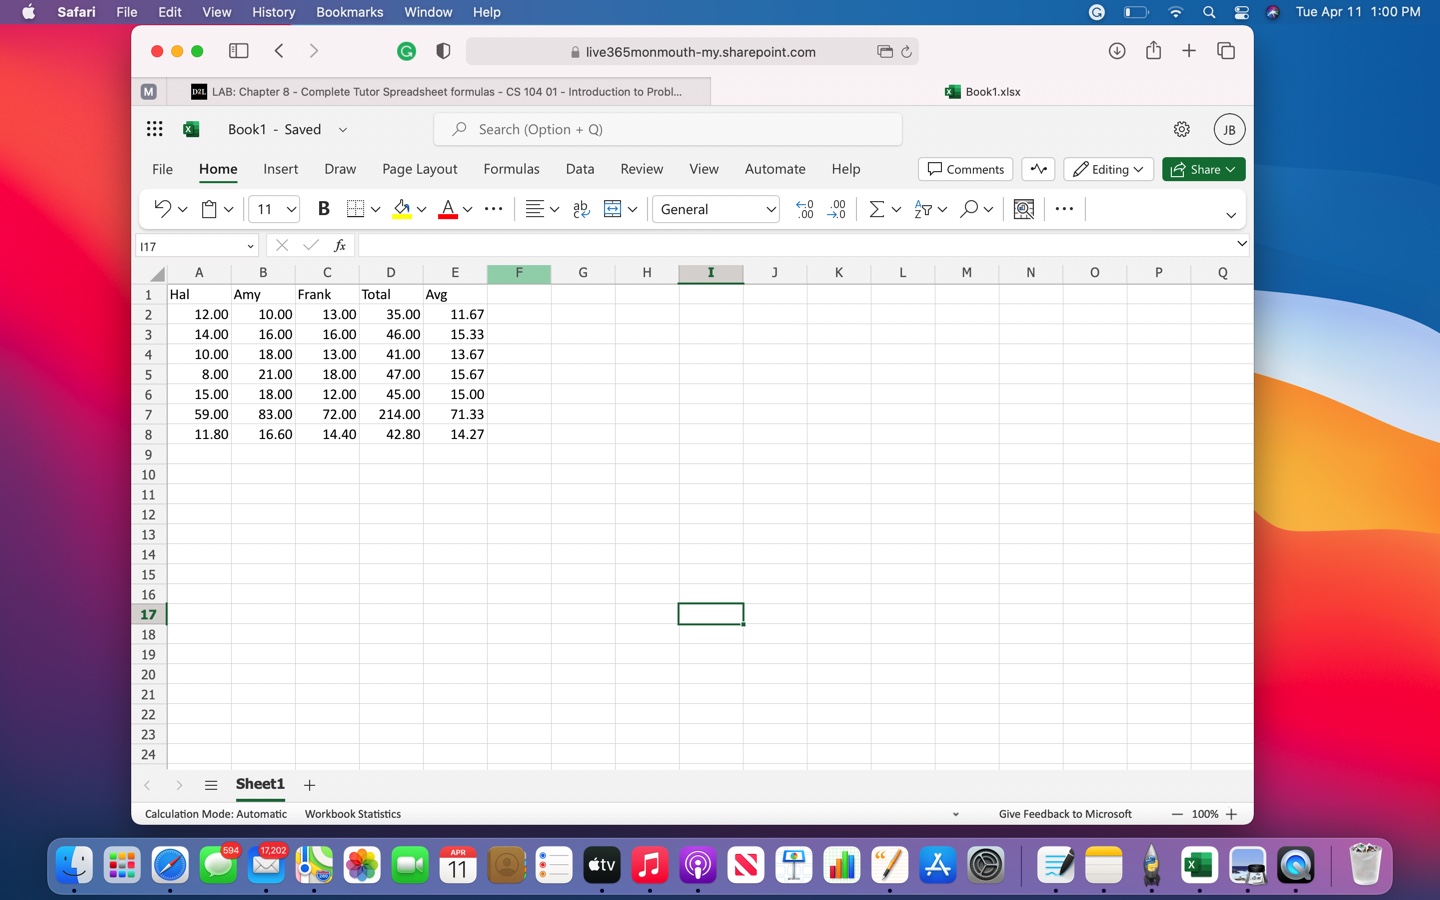 Safari File Edit View History Bookmarks Window Help Tue Apr 11 1:00 PM
live365monmouth-my.sharepoint.com
M D2L LAB: Chapter 8 - Complete Tutor Spreadsheet formulas - CS 104 01 - Introduction to Probl... Book1.xlsx
Book1 - Saved Search (Option + Q) JB
File Home Insert Draw Page Layout Formulas Data Review View Automate Help Comments Editing Share
11 B A General
I17 fx
A B C D E F G H I J K L M N O P Q
1 Hal Amy Frank Total Avg
2 12.00 10.00 13.00 35.00 11.67
3 14.00 16.00 16.00 46.00 15.33
4 10.00 18.00 13.00 41.00 13.67
5 8.00 21.00 18.00 47.00 15.67
6 15.00 18.00 12.00 45.00 15.00
7 59.00 83.00 72.00 214.00 71.33
8 11.80 16.60 14.40 42.80 14.27
9
10
11
12
13
14
15
16
17
18
19
20
21
22
23
24
Sheet1
Calculation Mode: Automatic Workbook Statistics Give Feedback to Microsoft 100%
594 17,202 APR 11 tv